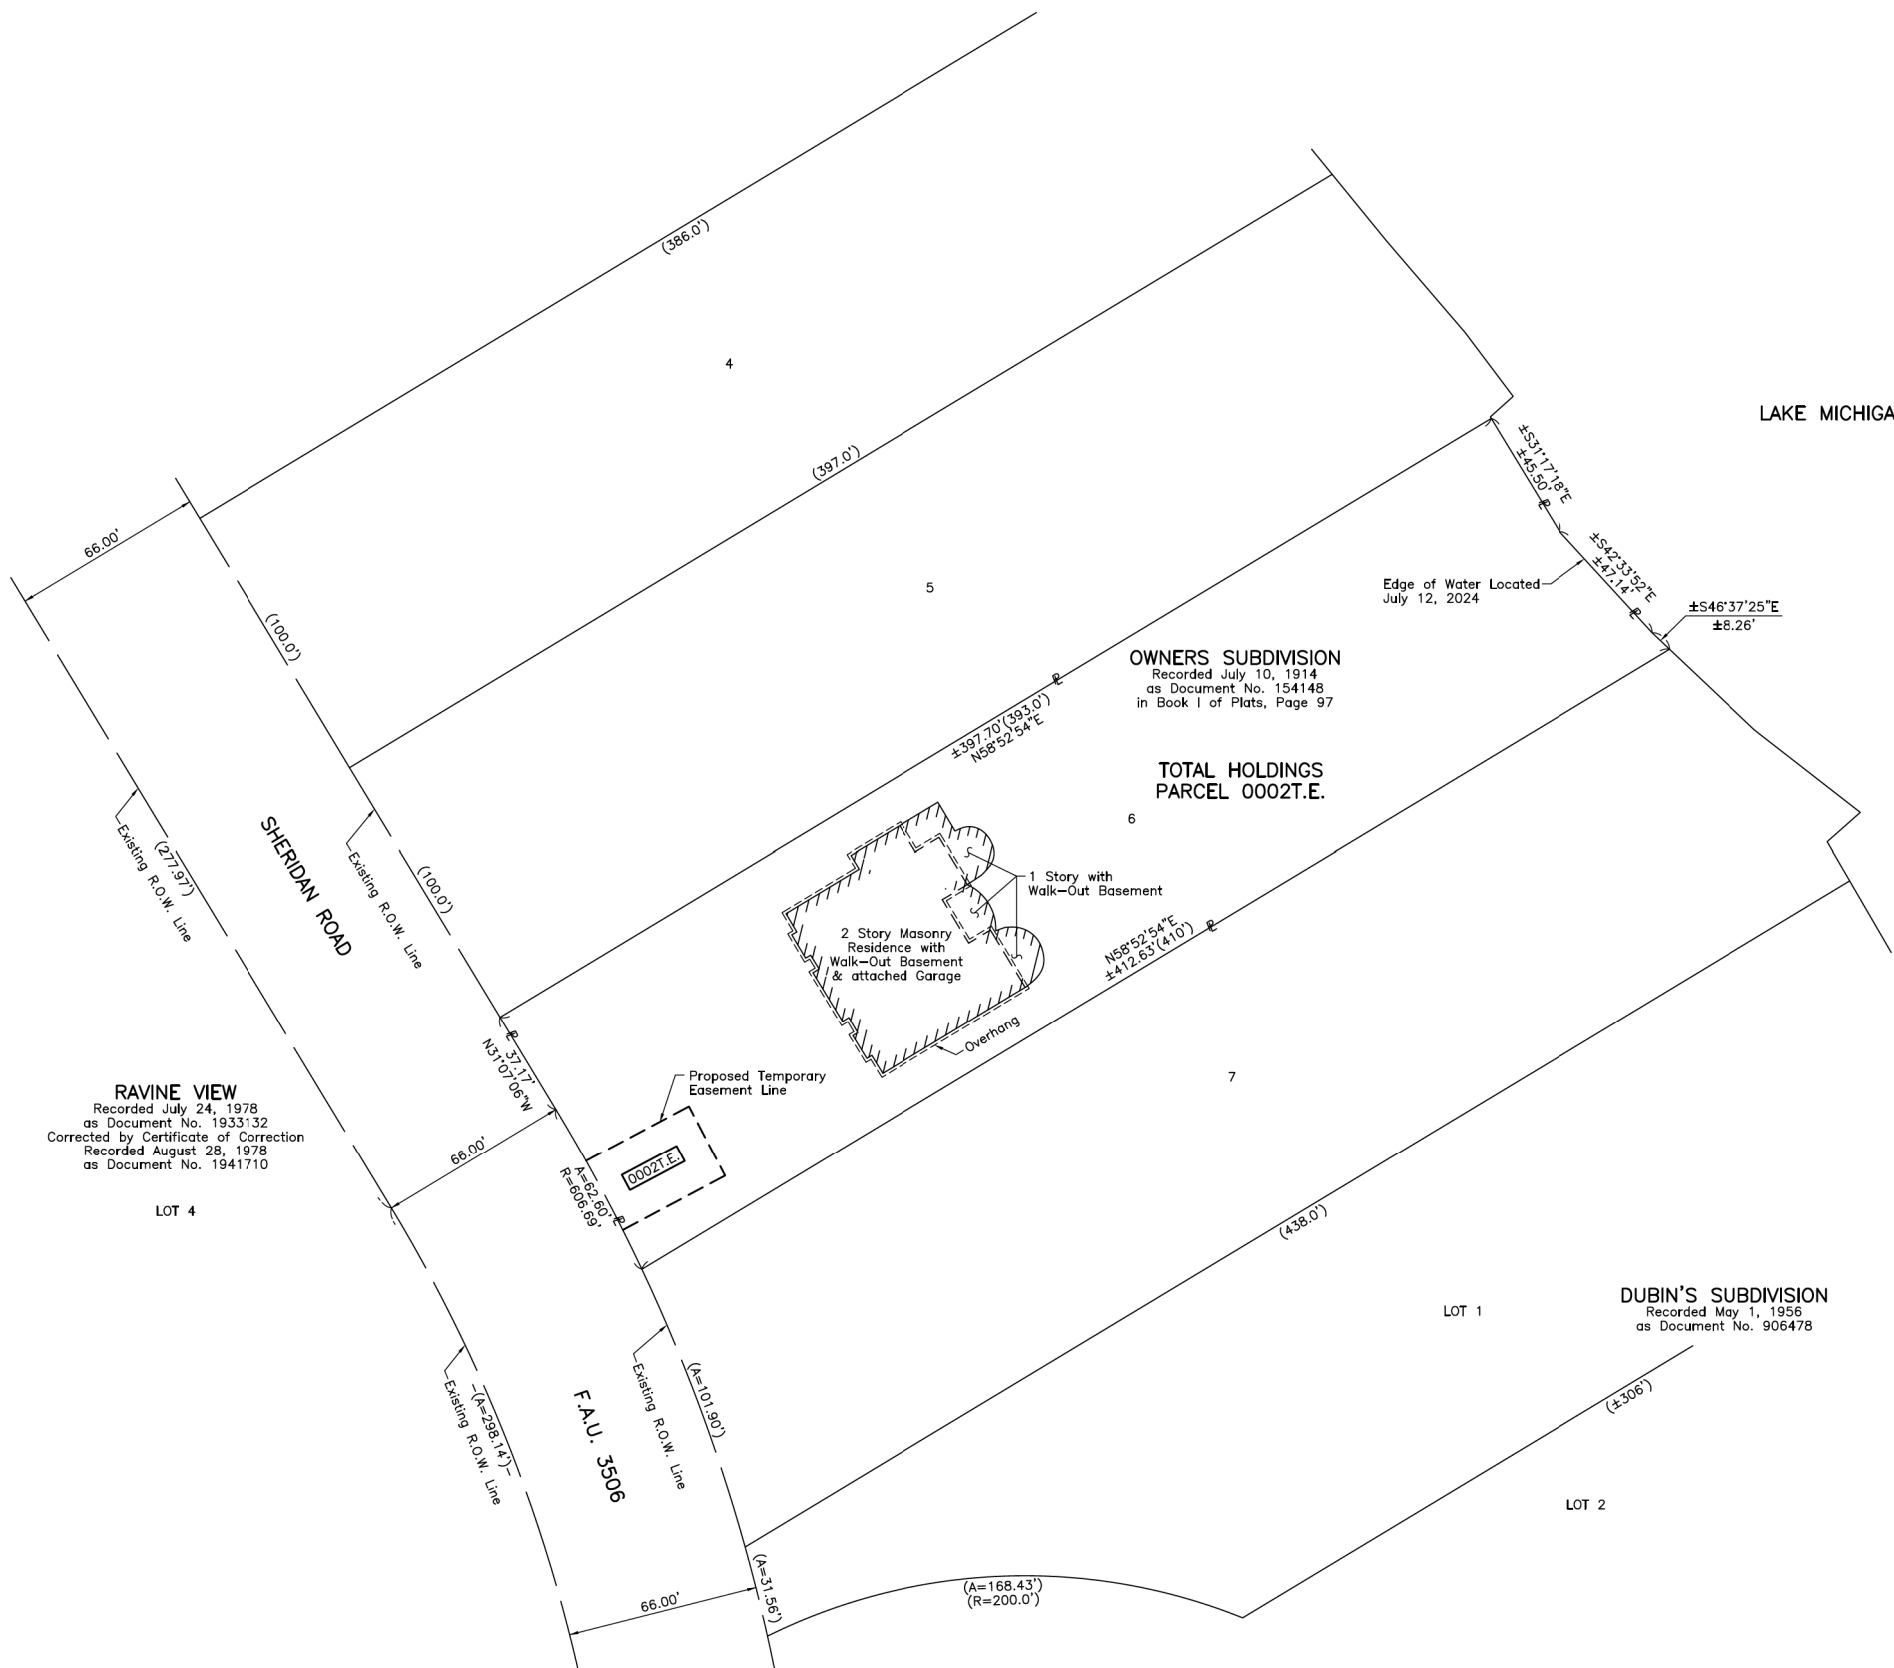 (386.0')
4
LAKE MICHIGA
(397.0')
66.00'
5
(100.0')
±S31°17'18"E
±45.50'
±S42°33'52"E
±47.14'
Edge of Water Located
July 12, 2024
±S46°37'25"E
±8.26'
OWNERS SUBDIVISION
Recorded July 10, 1914
as Document No. 154148
in Book I of Plats, Page 97
±397.70'(393.0')
N58°52'54"E
TOTAL HOLDINGS
PARCEL 0002T.E.
6
(277.97')
Existing R.O.W. Line
SHERIDAN ROAD
Existing R.O.W. Line
(100.0')
1 Story with
Walk-Out Basement
2 Story Masonry
Residence with
Walk-Out Basement
& attached Garage
N58°52'54"E
±412.63'(410')
Overhang
37.17'
N31°07'06"W
Proposed Temporary
Easement Line
7
RAVINE VIEW
Recorded July 24, 1978
as Document No. 1933132
Corrected by Certificate of Correction
Recorded August 28, 1978
as Document No. 1941710
66.00'
0002T.E.
A=62.60'
R=606.69'
LOT 4
(438.0')
LOT 1
DUBIN'S SUBDIVISION
Recorded May 1, 1956
as Document No. 906478
(A=298.14')
Existing R.O.W. Line
F.A.U. 3506
Existing R.O.W. Line
(A=101.90')
(±306')
LOT 2
(A=31.56')
66.00'
(A=168.43')
(R=200.0')